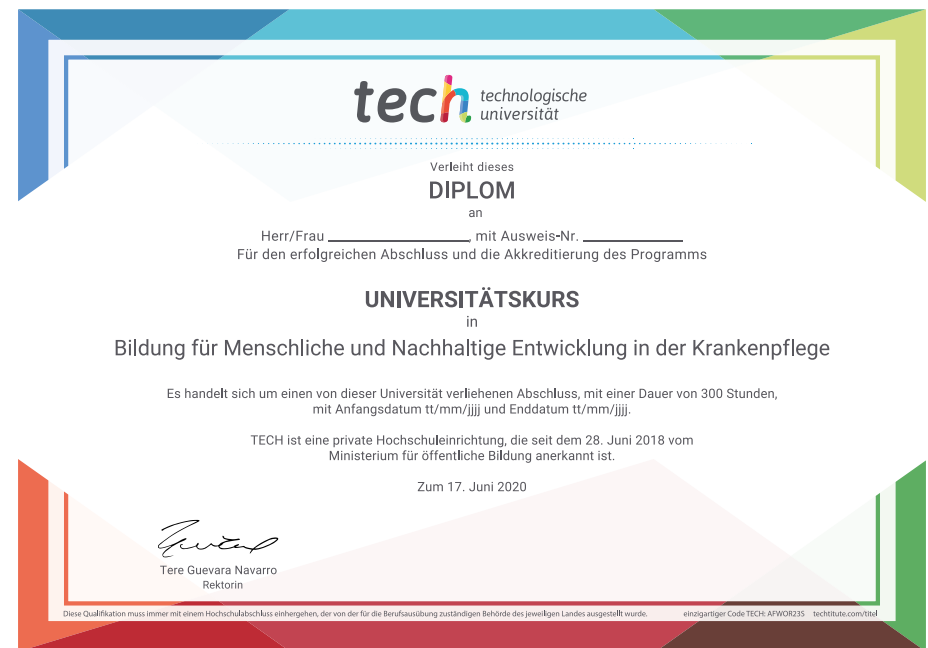 tech technologische
universität
Verleiht dieses
DIPLOM
an
Herr/Frau __________________, mit Ausweis-Nr. _____________
Für den erfolgreichen Abschluss und die Akkreditierung des Programms
UNIVERSITÄTSKURS
in
Bildung für Menschliche und Nachhaltige Entwicklung in der Krankenpflege
Es handelt sich um einen von dieser Universität verliehenen Abschluss, mit einer Dauer von 300 Stunden,
mit Anfangsdatum tt/mm/jjjj und Enddatum tt/mm/jjjj.
TECH ist eine private Hochschuleinrichtung, die seit dem 28. Juni 2018 vom
Ministerium für öffentliche Bildung anerkannt ist.
Zum 17. Juni 2020
Tere Guevara Navarro
Rektorin
Diese Qualifikation muss immer mit einem Hochschulabschluss einhergehen, der von der für die Berufsausübung zuständigen Behörde des jeweiligen Landes ausgestellt wurde. einzigartiger Code TECH: AFWOR23S techtitute.com/titel